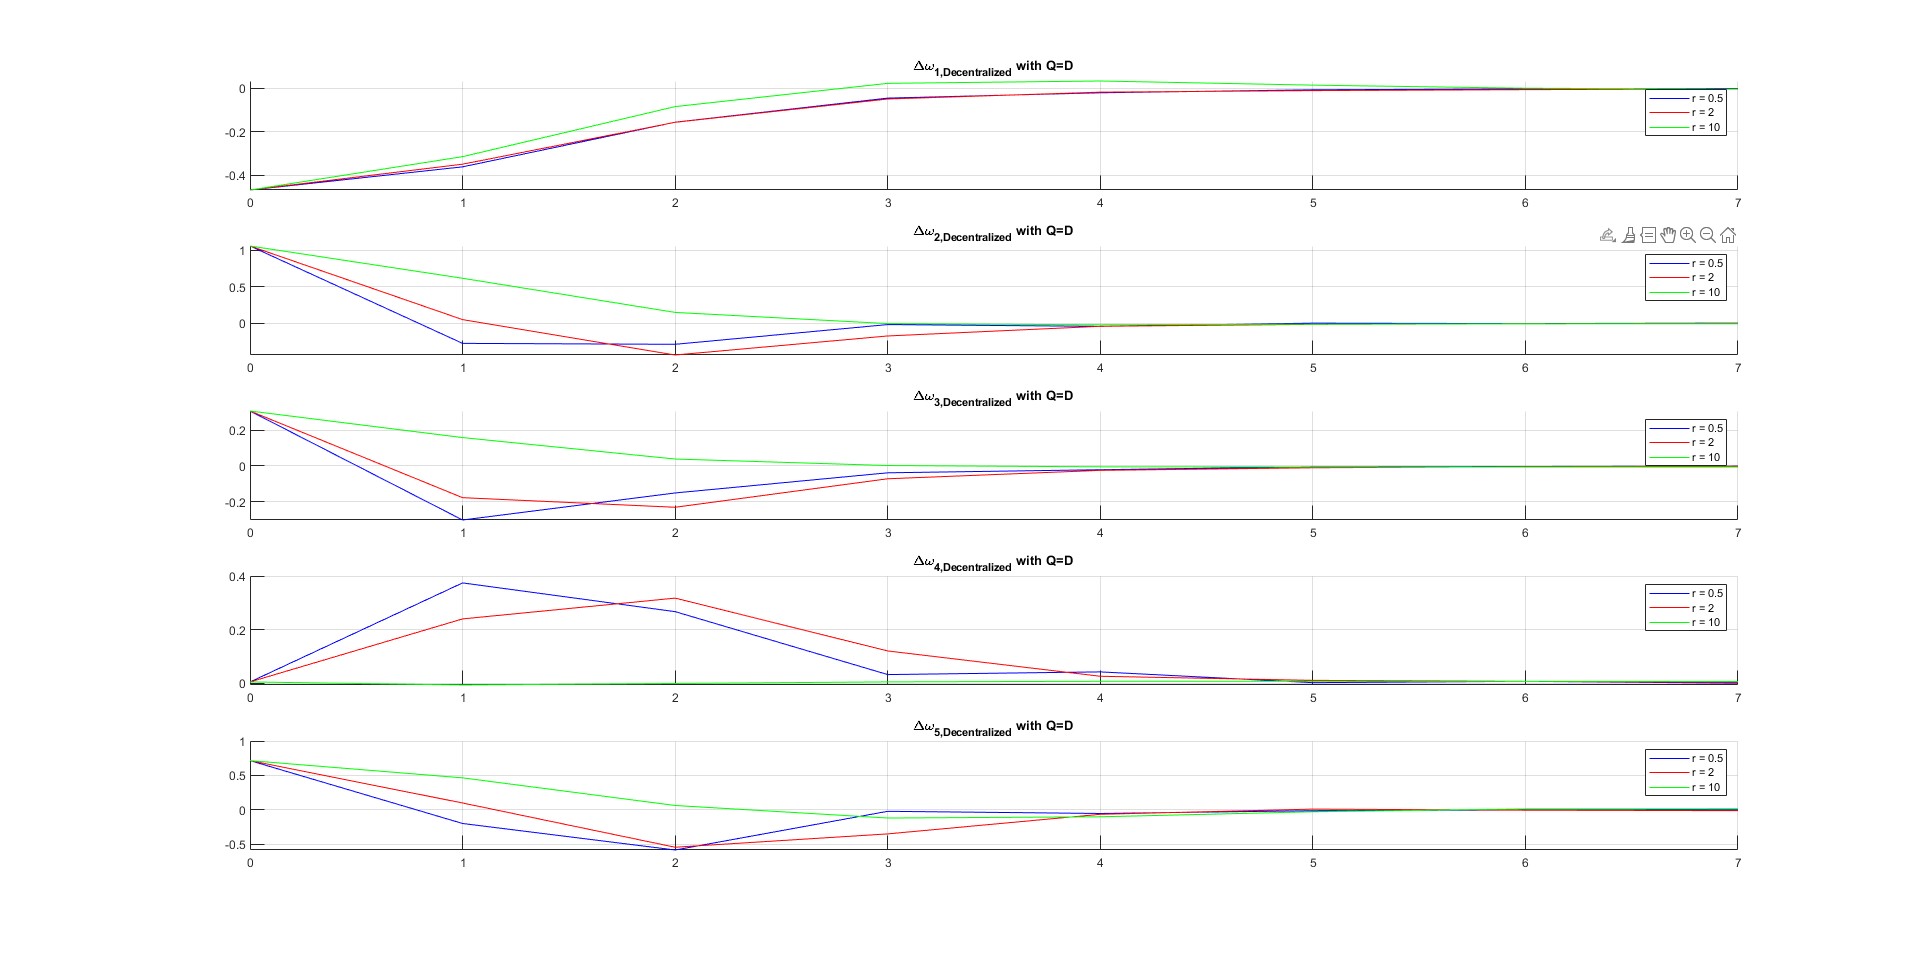 Δω1,Decentralized with Q=D
0
-0.2
-0.4
r = 0.5
r = 2
r = 10
0 1 2 3 4 5 6 7
Δω2,Decentralized with Q=D
1
0.5
0
r = 0.5
r = 2
r = 10
0 1 2 3 4 5 6 7
Δω3,Decentralized with Q=D
0.2
0
-0.2
r = 0.5
r = 2
r = 10
0 1 2 3 4 5 6 7
Δω4,Decentralized with Q=D
0.4
0.2
0
r = 0.5
r = 2
r = 10
0 1 2 3 4 5 6 7
Δω5,Decentralized with Q=D
1
0.5
0
-0.5
r = 0.5
r = 2
r = 10
0 1 2 3 4 5 6 7